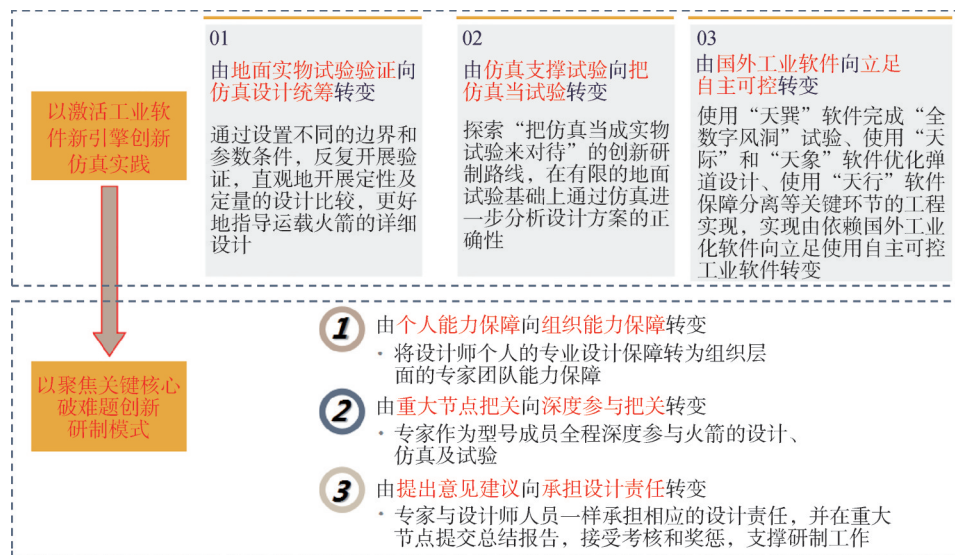 以激活工业软
件新引擎创新
仿真实践
01
由地面实物试验验证向
仿真设计统筹转变
通过设置不同的边界和
参数条件，反复开展验
证，直观地开展定性及
定量的设计比较，更好
地指导运载火箭的详细
设计
02
由仿真支撑试验向把
仿真当试验转变
探索“把仿真当成实物
试验来对待”的创新研
制路线，在有限的地面
试验基础上通过仿真进
一步分析设计方案的正
确性
03
由国外工业软件向立足
自主可控转变
使用“天巽”软件完成“全
数字风洞”试验、使用“天
际”和“天象”软件优化弹
道设计、使用“天行”软件
保障分离等关键环节的工程
实现，实现由依赖国外工业
化软件向立足使用自主可控
工业软件转变
以聚焦关键核心
破难题创新
研制模式
1
由个人能力保障向组织能力保障转变
·将设计师个人的专业设计保障转为组织层
面的专家团队能力保障
2
由重大节点把关向深度参与把关转变
·专家作为型号成员全程深度参与火箭的设计、
仿真及试验
3
由提出意见建议向承担设计责任转变
·专家与设计师人员一样承担相应的设计责任，并在重大
节点提交总结报告，接受考核和奖惩，支撑研制工作